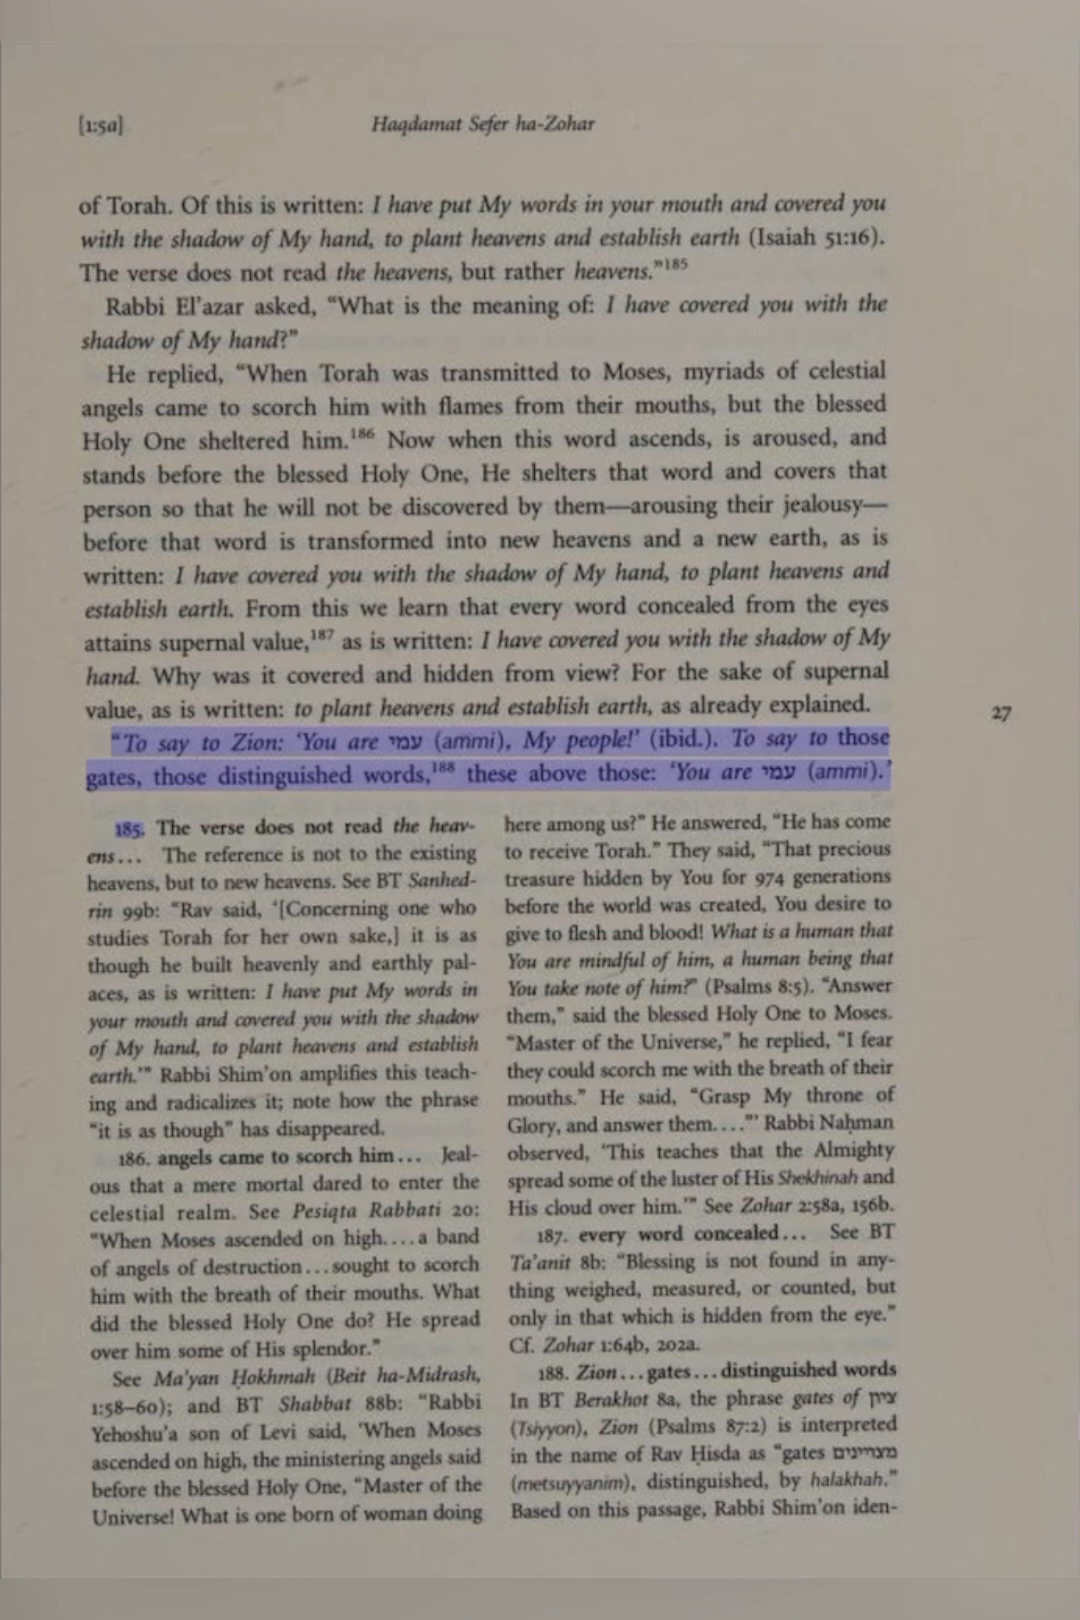 [1:5a]
Haqdamat Sefer ha-Zohar
of Torah. Of this is written: I have put My words in your mouth and covered you
with the shadow of My hand, to plant heavens and establish earth (Isaiah 51:16).
The verse does not read the heavens, but rather heavens.”185
Rabbi El’azar asked, “What is the meaning of: I have covered you with the
shadow of My hand?”
He replied, “When Torah was transmitted to Moses, myriads of celestial
angels came to scorch him with flames from their mouths, but the blessed
Holy One sheltered him.186 Now when this word ascends, is aroused, and
stands before the blessed Holy One, He shelters that word and covers that
person so that he will not be discovered by them—arousing their jealousy—
before that word is transformed into new heavens and a new earth, as is
written: I have covered you with the shadow of My hand, to plant heavens and
establish earth. From this we learn that every word concealed from the eyes
attains supernal value,187 as is written: I have covered you with the shadow of My
hand. Why was it covered and hidden from view? For the sake of supernal
value, as is written: to plant heavens and establish earth, as already explained.
“To say to Zion: ‘You are עמי (ammi), My people!’ (ibid.). To say to those
gates, those distinguished words,188 these above those: ‘You are עמי (ammi).’
27
185. The verse does not read the heav-
ens... The reference is not to the existing
heavens, but to new heavens. See BT Sanhed-
rin 99b: “Rav said, ‘[Concerning one who
studies Torah for her own sake,] it is as
though he built heavenly and earthly pal-
aces, as is written: I have put My words in
your mouth and covered you with the shadow
of My hand, to plant heavens and establish
earth.’” Rabbi Shim’on amplifies this teach-
ing and radicalizes it; note how the phrase
“it is as though” has disappeared.
186. angels came to scorch him... Jeal-
ous that a mere mortal dared to enter the
celestial realm. See Pesiqta Rabbati 20:
“When Moses ascended on high....a band
of angels of destruction...sought to scorch
him with the breath of their mouths. What
did the blessed Holy One do? He spread
over him some of His splendor.”
See Ma’yan Ḥokhmah (Beit ha-Midrash,
1:58–60); and BT Shabbat 88b: “Rabbi
Yehoshu’a son of Levi said, ‘When Moses
ascended on high, the ministering angels said
before the blessed Holy One, “Master of the
Universe! What is one born of woman doing
here among us?” He answered, “He has come
to receive Torah.” They said, “That precious
treasure hidden by You for 974 generations
before the world was created, You desire to
give to flesh and blood! What is a human that
You are mindful of him, a human being that
You take note of him?” (Psalms 8:5). “Answer
them,” said the blessed Holy One to Moses.
“Master of the Universe,” he replied, “I fear
they could scorch me with the breath of their
mouths.” He said, “Grasp My throne of
Glory, and answer them....”’ Rabbi Naḥman
observed, ‘This teaches that the Almighty
spread some of the luster of His Shekhinah and
His cloud over him.’” See Zohar 2:58a, 156b.
187. every word concealed... See BT
Ta’anit 8b: “Blessing is not found in any-
thing weighed, measured, or counted, but
only in that which is hidden from the eye.”
Cf. Zohar 1:64b, 202a.
188. Zion...gates...distinguished words
In BT Berakhot 8a, the phrase gates of ציון
(Tsiyyon), Zion (Psalms 87:2) is interpreted
in the name of Rav Ḥisda as “gates מצויינים
(metsuyyanim), distinguished, by halakhah.”
Based on this passage, Rabbi Shim’on iden-